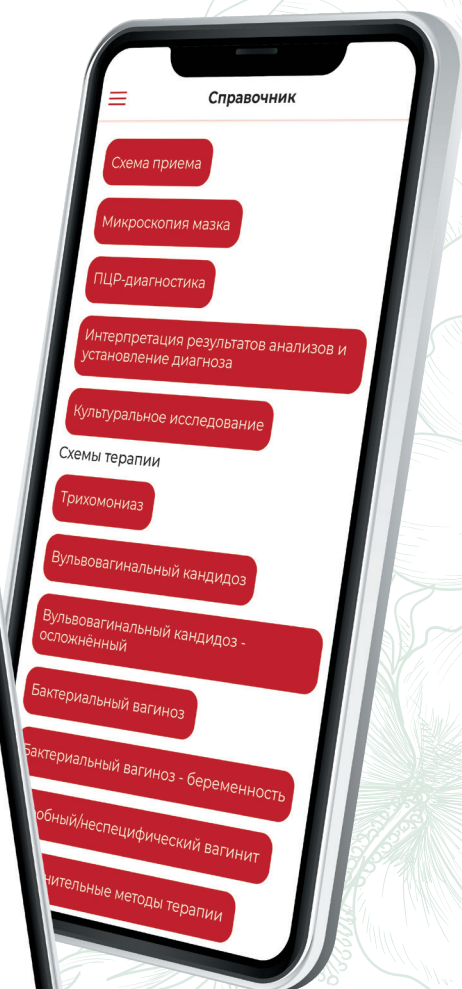 Справочник
Схема приема
Микроскопия мазка
ПЦР-диагностика
Интерпретация результатов анализов и
установление диагноза
Культуральное исследование
Схемы терапии
Трихомониаз
Вульвовагинальный кандидоз
Вульвовагинальный кандидоз -
осложнённый
Бактериальный вагиноз
Бактериальный вагиноз - беременность
обный/неспецифический вагинит
нительные методы терапии